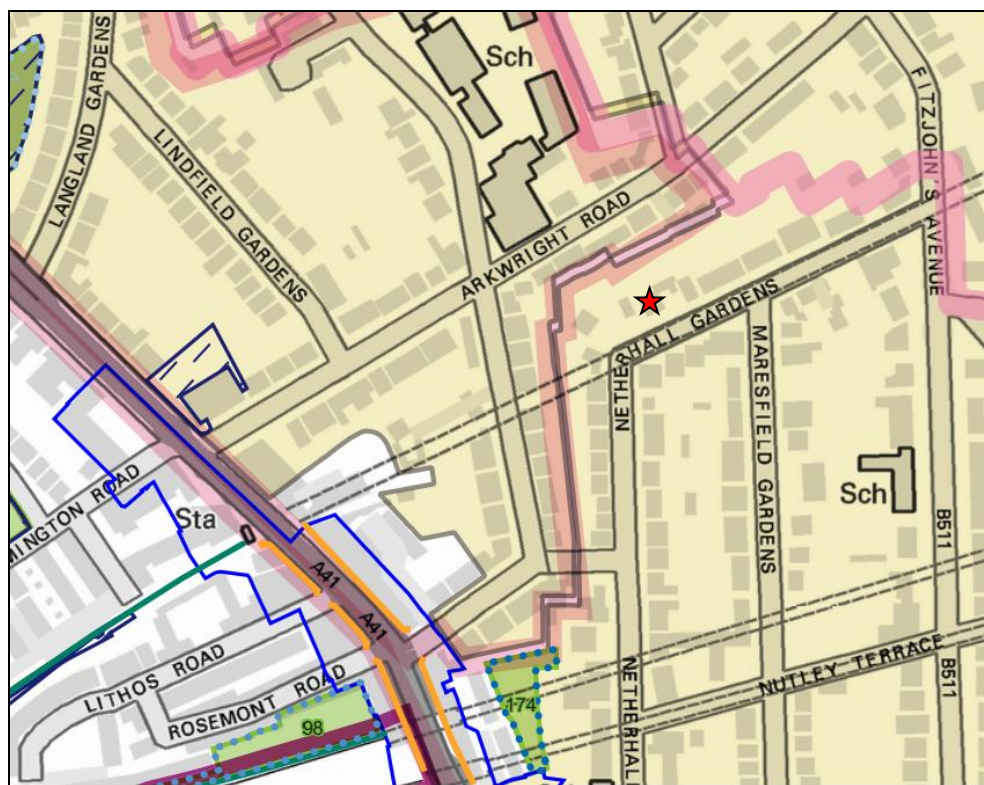 Sch
LANGLAND GARDENS
LINDFIELD GARDENS
FITZJOHN'S AVENUE
ARKWRIGHT ROAD
NETHERHALL GARDENS
NETHERHALL
MARESFIELD GARDENS
Sch
B511
MINGTON ROAD
Sta
A41
A41
LITHOS ROAD
ROSEMONT ROAD
98
174
NETHERHAL
NUTLEY TERRACE
B511